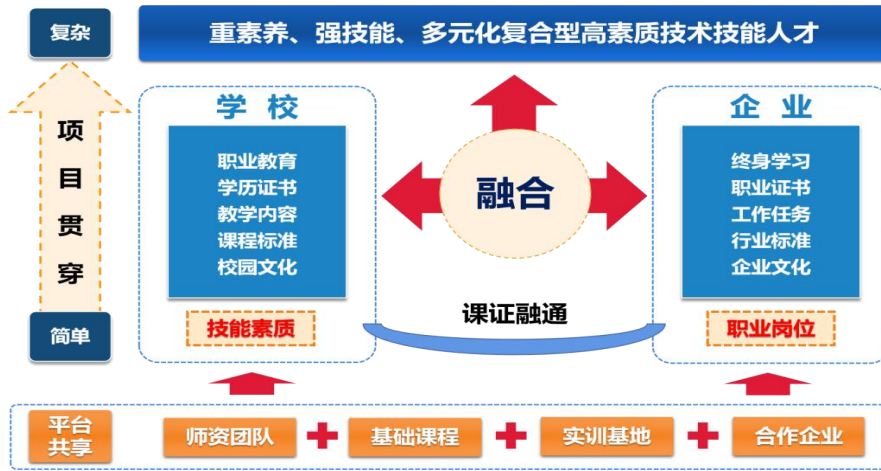 复杂
重素养、强技能、多元化复合型高素质技术技能人才
项目贯穿
简单
学 校
职业教育
学历证书
教学内容
课程标准
校园文化
技能素质
融合
课证融通
企 业
终身学习
职业证书
工作任务
行业标准
企业文化
职业岗位
平台
共享
师资团队
基础课程
实训基地
合作企业